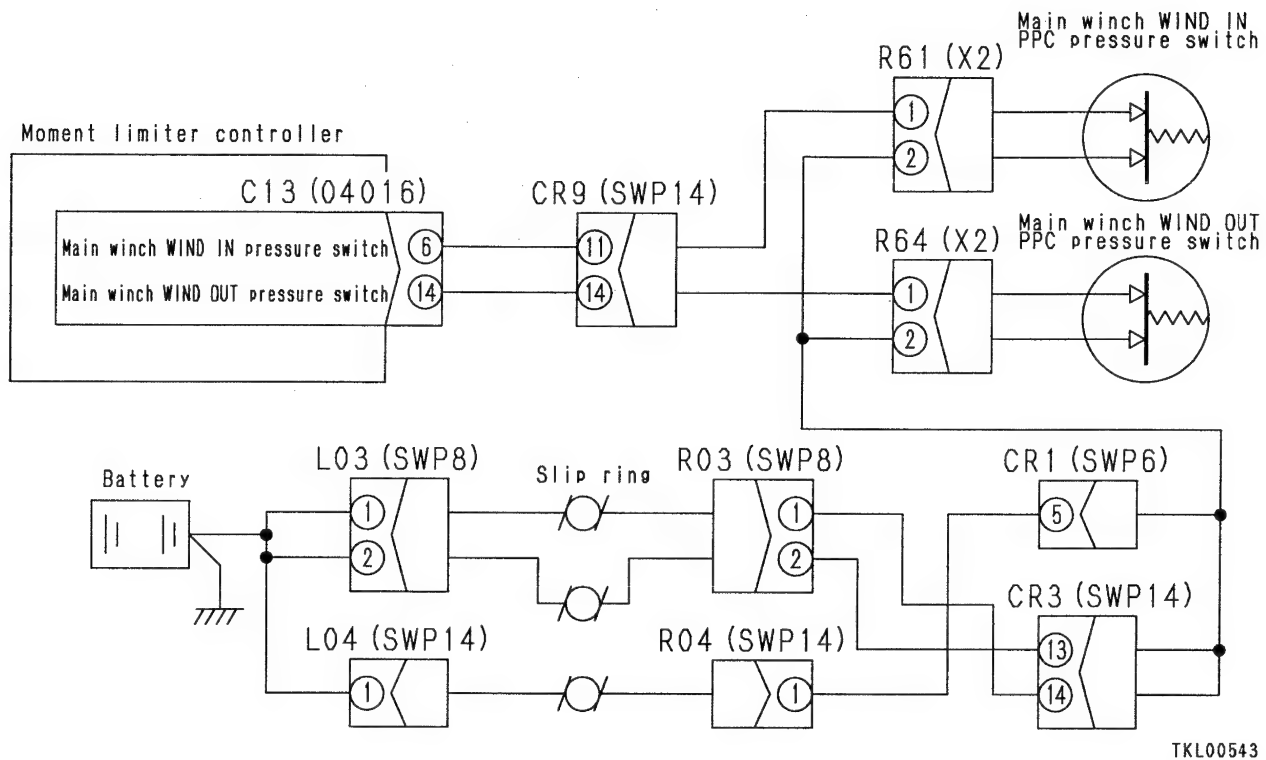 Main winch WIND IN
PPC pressure switch
R61 (X2)
1
2
Moment limiter controller
C13 (04016)
CR9 (SWP14)
Main winch WIND IN pressure switch
6
11
Main winch WIND OUT pressure switch
14
14
Main winch WIND OUT
PPC pressure switch
R64 (X2)
1
2
Battery
L03 (SWP8)
1
2
Slip ring
R03 (SWP8)
1
2
CR1 (SWP6)
5
L04 (SWP14)
1
R04 (SWP14)
1
CR3 (SWP14)
13
14
TKL00543